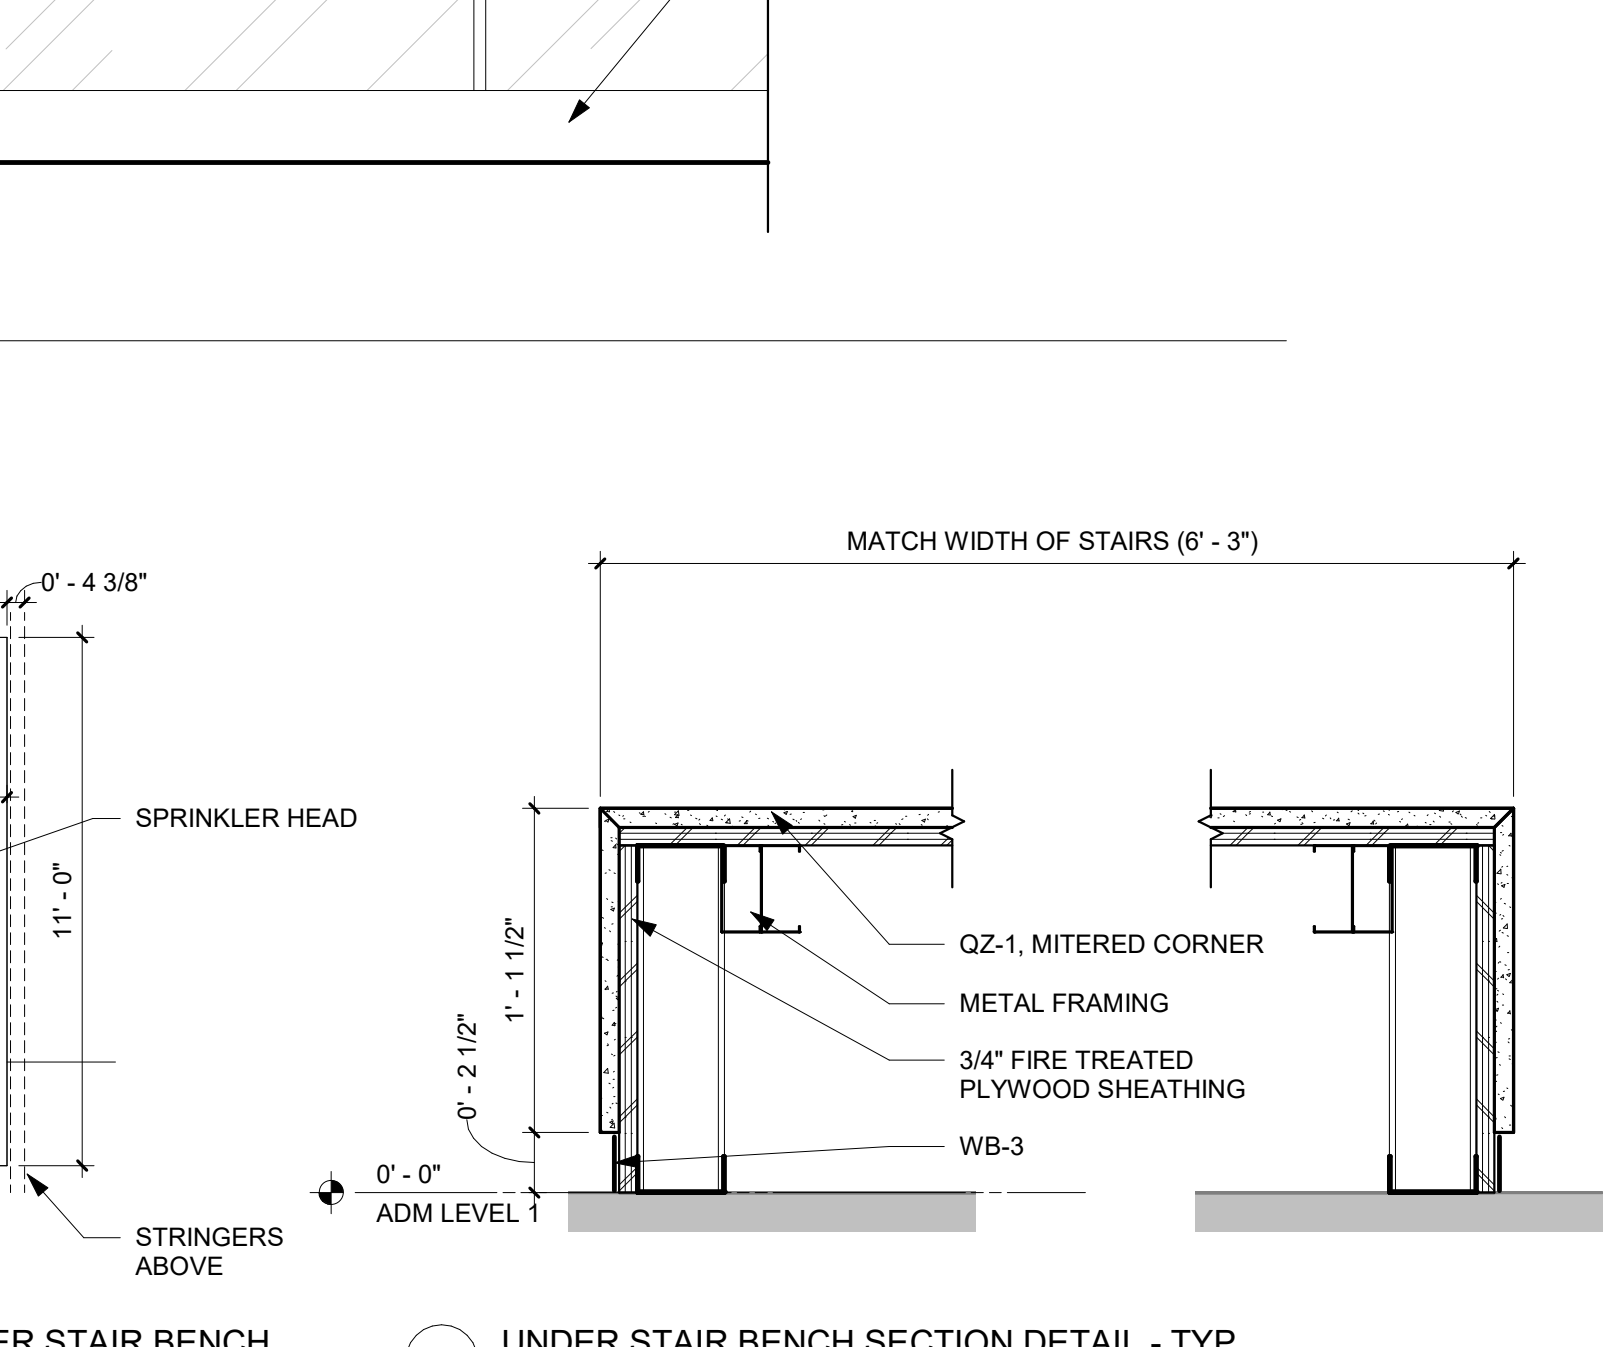 MATCH WIDTH OF STAIRS (6' - 3")
0' - 4 3/8"
SPRINKLER HEAD
11' - 0"
1' - 1 1/2"
0' - 2 1/2"
QZ-1, MITERED CORNER
METAL FRAMING
3/4" FIRE TREATED
PLYWOOD SHEATHING
WB-3
0' - 0"
ADM LEVEL 1
STRINGERS
ABOVE
STAIR BENCH
UNDER STAIR BENCH SECTION DETAIL - TYP